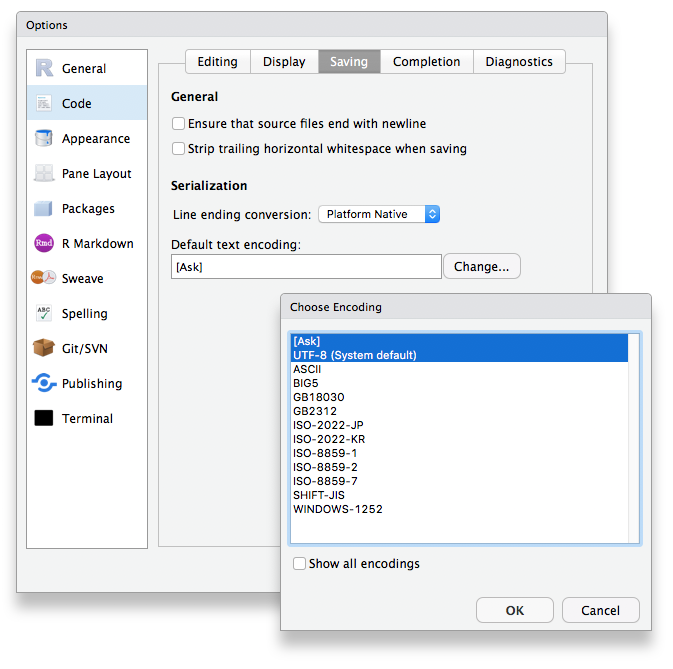 Options
General
Code
Appearance
Pane Layout
Packages
Rmd R Markdown
Sweave
ABC Spelling
Git/SVN
Publishing
Terminal
Editing Display Saving Completion Diagnostics
General
Ensure that source files end with newline
Strip trailing horizontal whitespace when saving
Serialization
Line ending conversion: Platform Native
Default text encoding:
[Ask] Change...
Choose Encoding
[Ask]
UTF-8 (System default)
ASCII
BIG5
GB18030
GB2312
ISO-2022-JP
ISO-2022-KR
ISO-8859-1
ISO-8859-2
ISO-8859-7
SHIFT-JIS
WINDOWS-1252
Show all encodings
OK Cancel